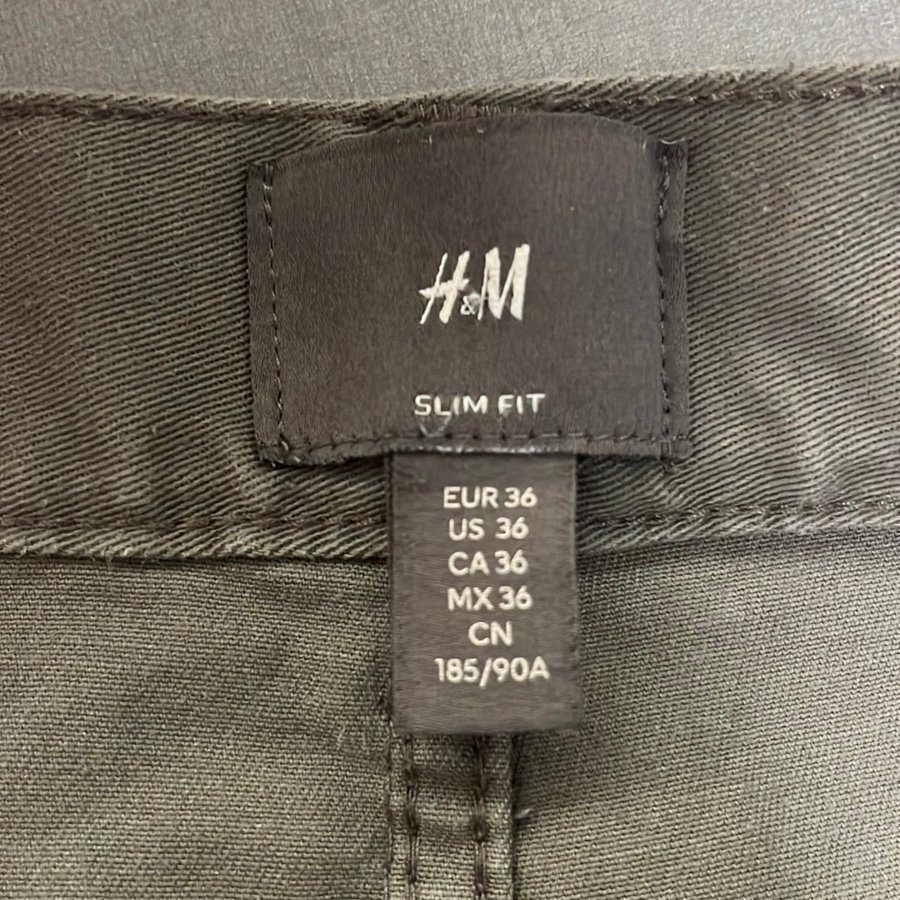 H&M
SLIM FIT
EUR 36
US 36
CA 36
MX 36
CN
185/90A